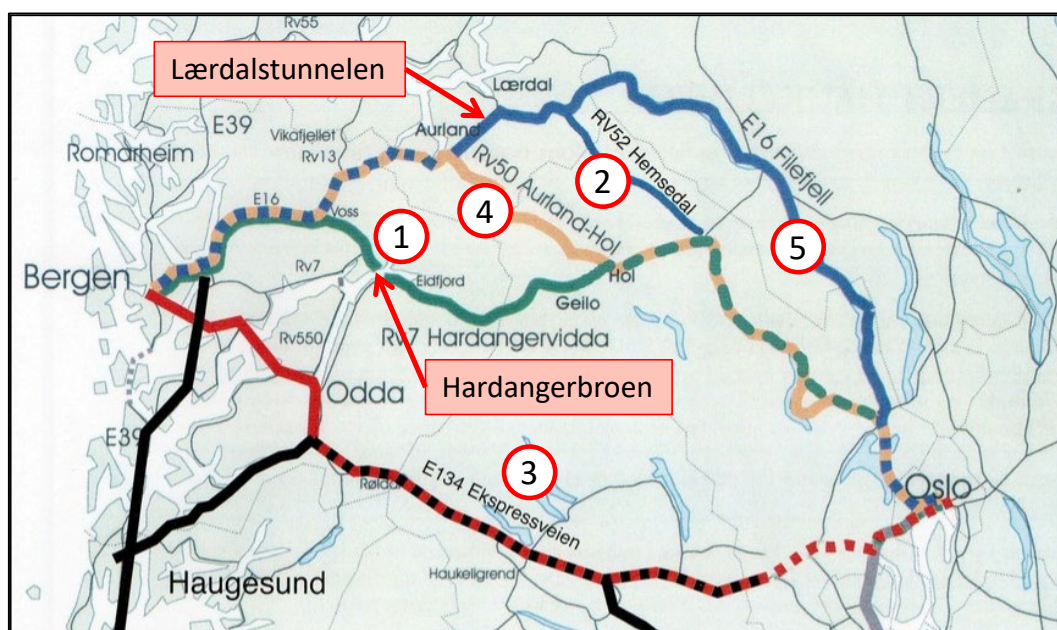 Rv55
Lærdalstunnelen
Lærdal
E39
Vikafjellet
Aurland
Romarheim
Rv13
Rv50 Aurland-Hol
RV52 Hemsedal
E16 Filefjell
2
4
E16
Voss
1
5
Bergen
Rv7
Eidfjord
Hol
Geilo
Rv550
Rv7 Hardangervidda
Odda
Hardangerbroen
E39
3
Røldal
E134 Ekspressveien
Oslo
Haukeligrend
Haugesund